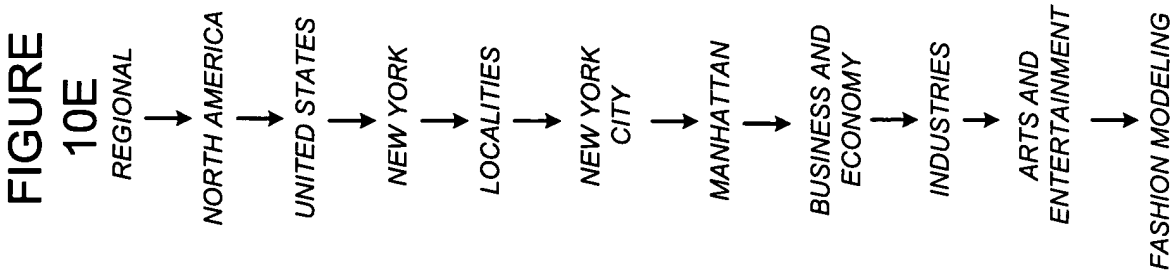 FIGURE
10E
REGIONAL
NORTH AMERICA
UNITED STATES
NEW YORK
LOCALITIES
NEW YORK
CITY
MANHATTAN
BUSINESS AND
ECONOMY
INDUSTRIES
ARTS AND
ENTERTAINMENT
FASHION MODELING